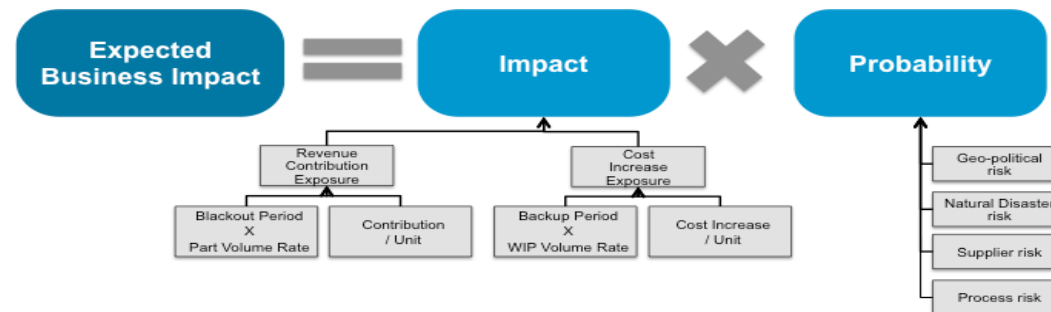 Expected
Business Impact
Impact
Probability
Revenue
Contribution
Exposure
Cost
Increase
Exposure
Blackout Period
X
Part Volume Rate
Contribution
/ Unit
Backup Period
X
WIP Volume Rate
Cost Increase
/ Unit
Geo-political
risk
Natural Disaster
risk
Supplier risk
Process risk